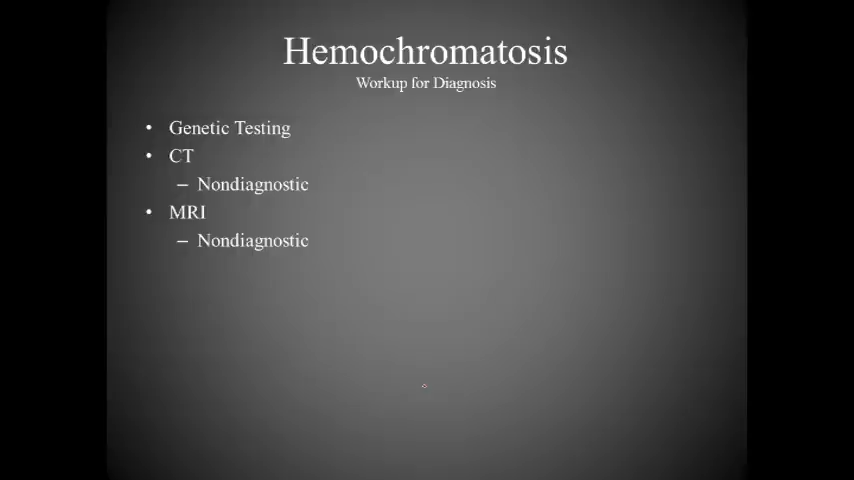 Hemochromatosis
Workup for Diagnosis
• Genetic Testing
• CT
– Nondiagnostic
• MRI
– Nondiagnostic